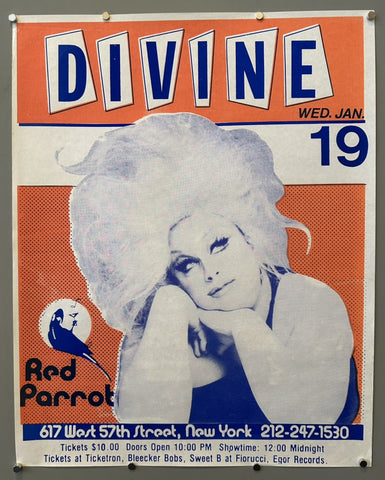 DIVINE
WED. JAN.
19
Red
Parrot
617 West 57th Street, New York 212-247-1530
Tickets $10.00 Doors Open 10:00 PM Showtime: 12:00 Midnight
Tickets at Ticketron, Bleecker Bobs, Sweet B at Fiorucci, Egor Records.